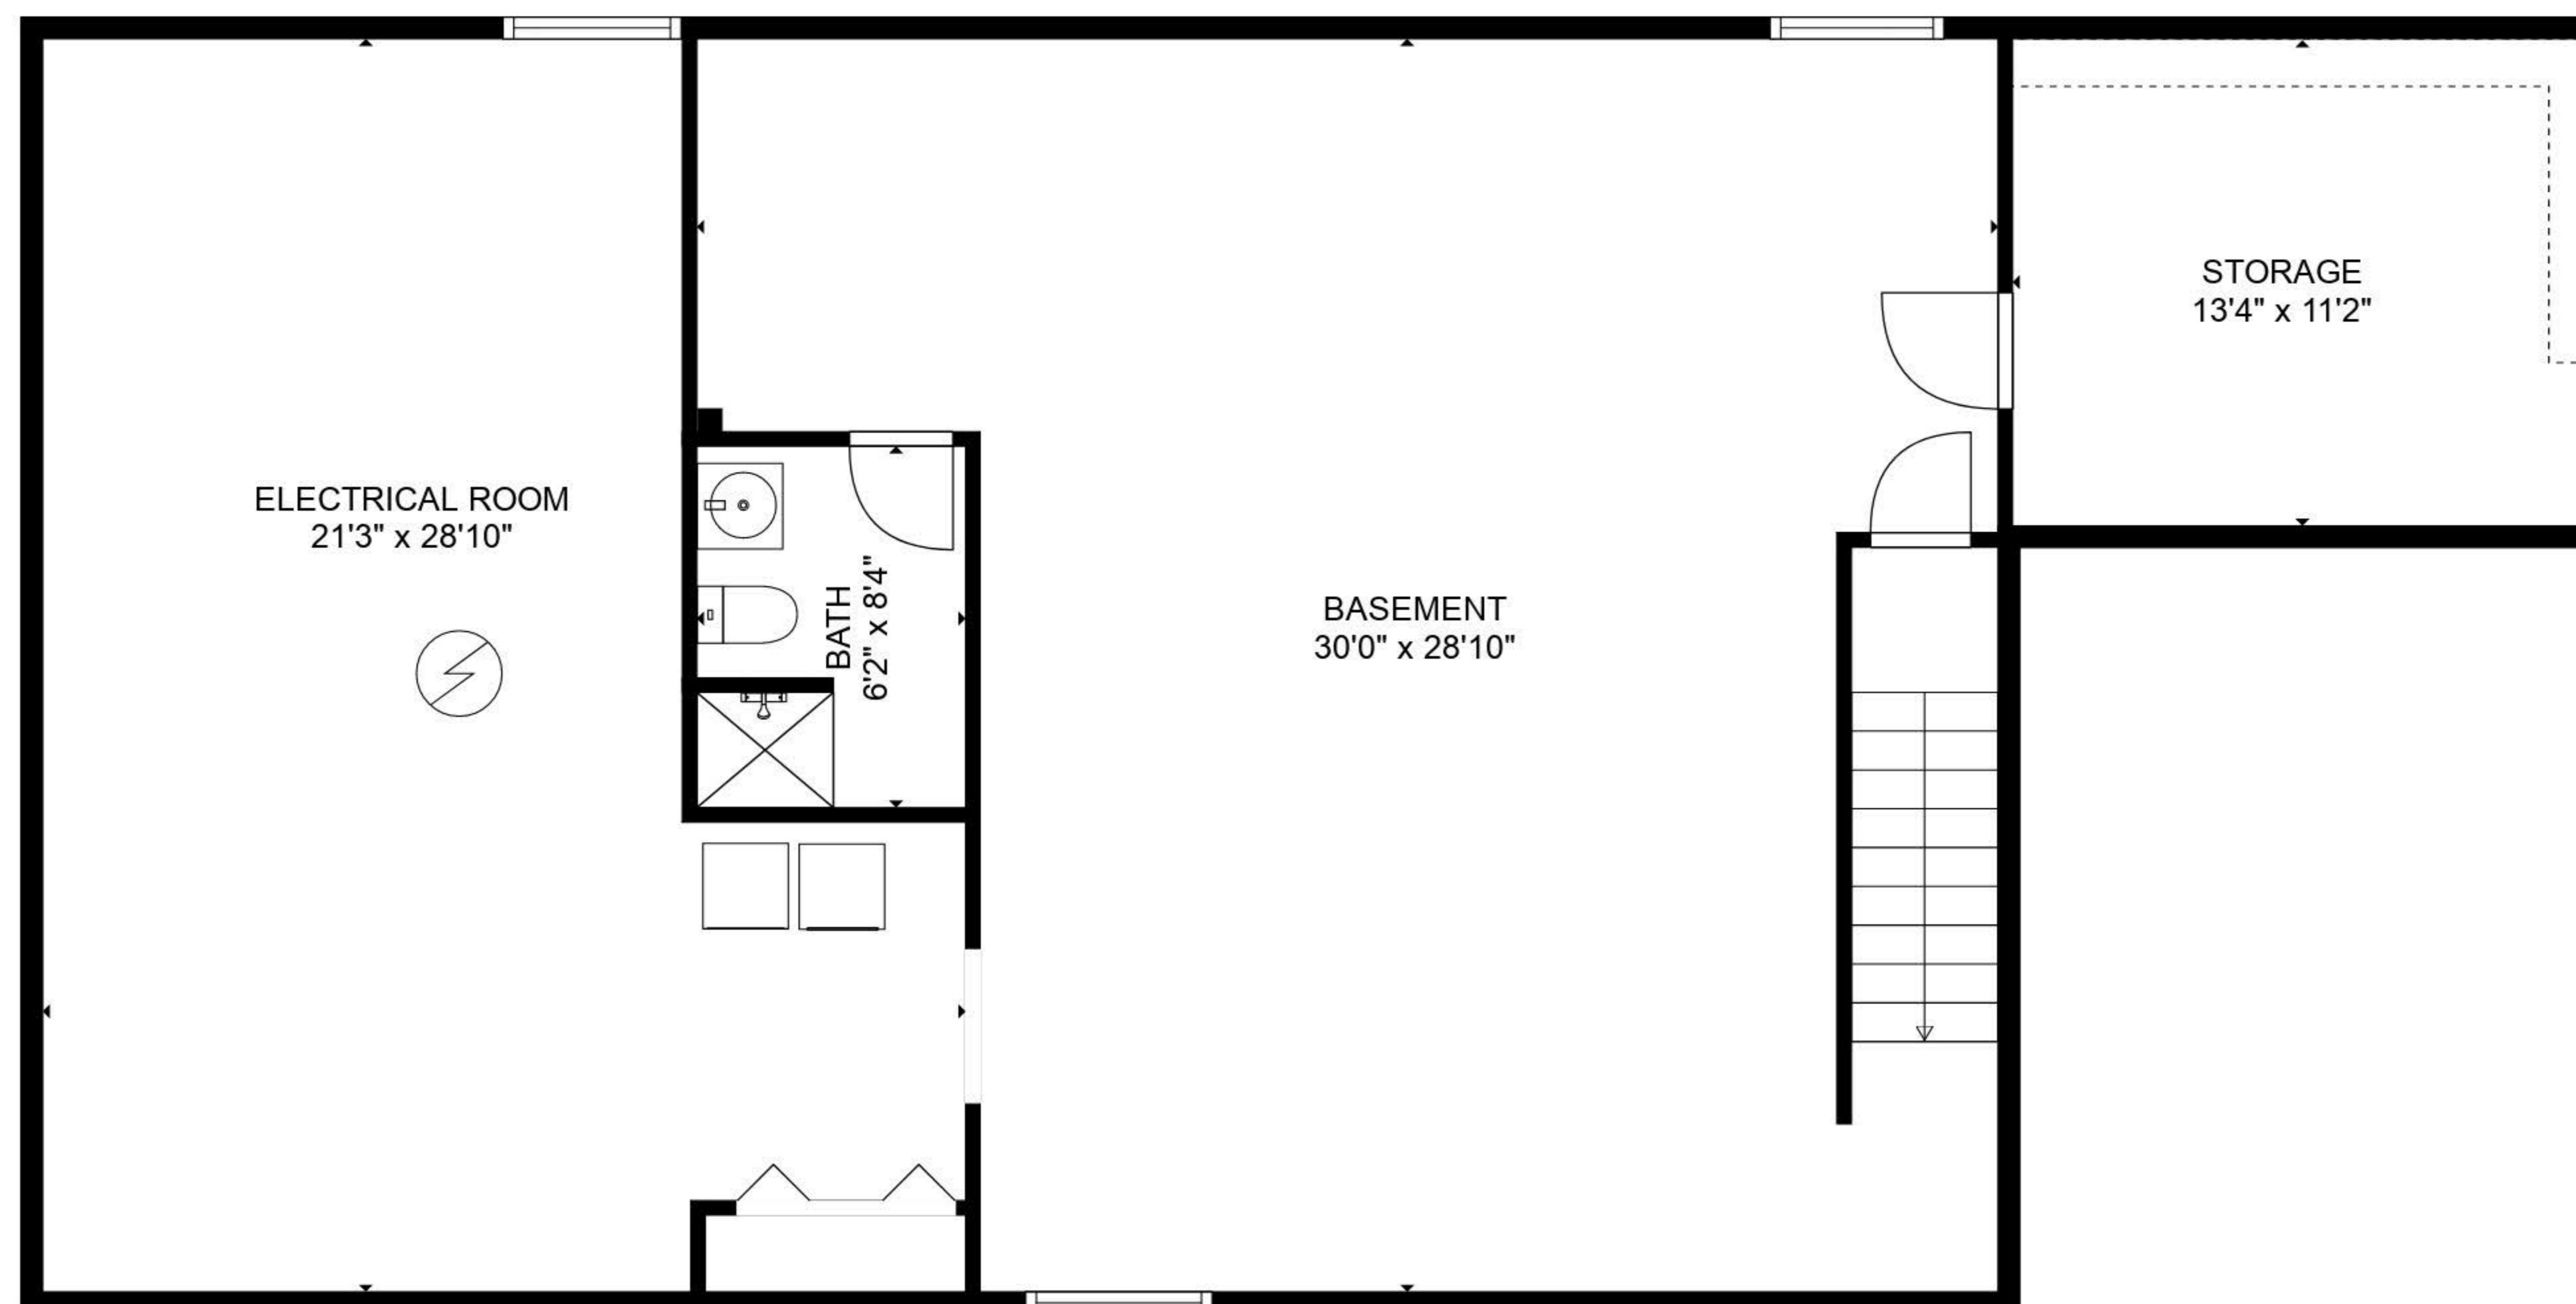 ELECTRICAL ROOM
21'3" x 28'10"
BATH
6'2" x 8'4"
BASEMENT
30'0" x 28'10"
STORAGE
13'4" x 11'2"